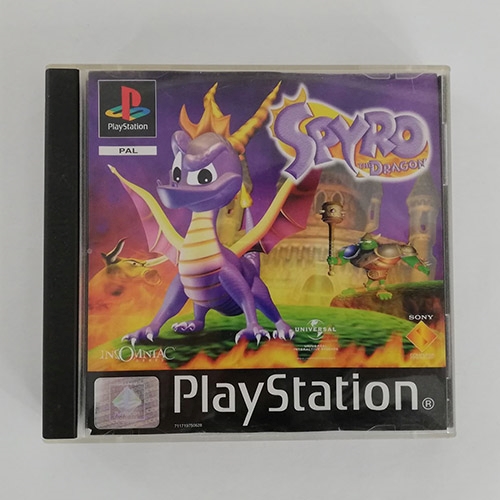 PlayStation
PAL
SPYRO
THE DRAGON
INSOMNIAC
UNIVERSAL
SONY
PlayStation®